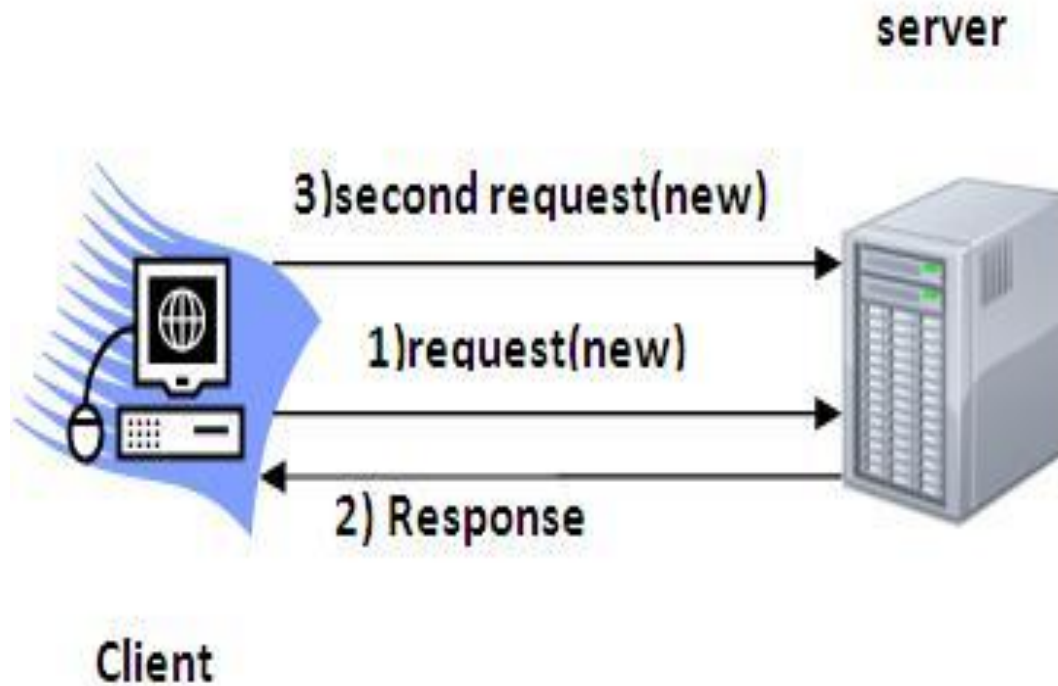 server
3)second request(new)
1)request(new)
2) Response
Client